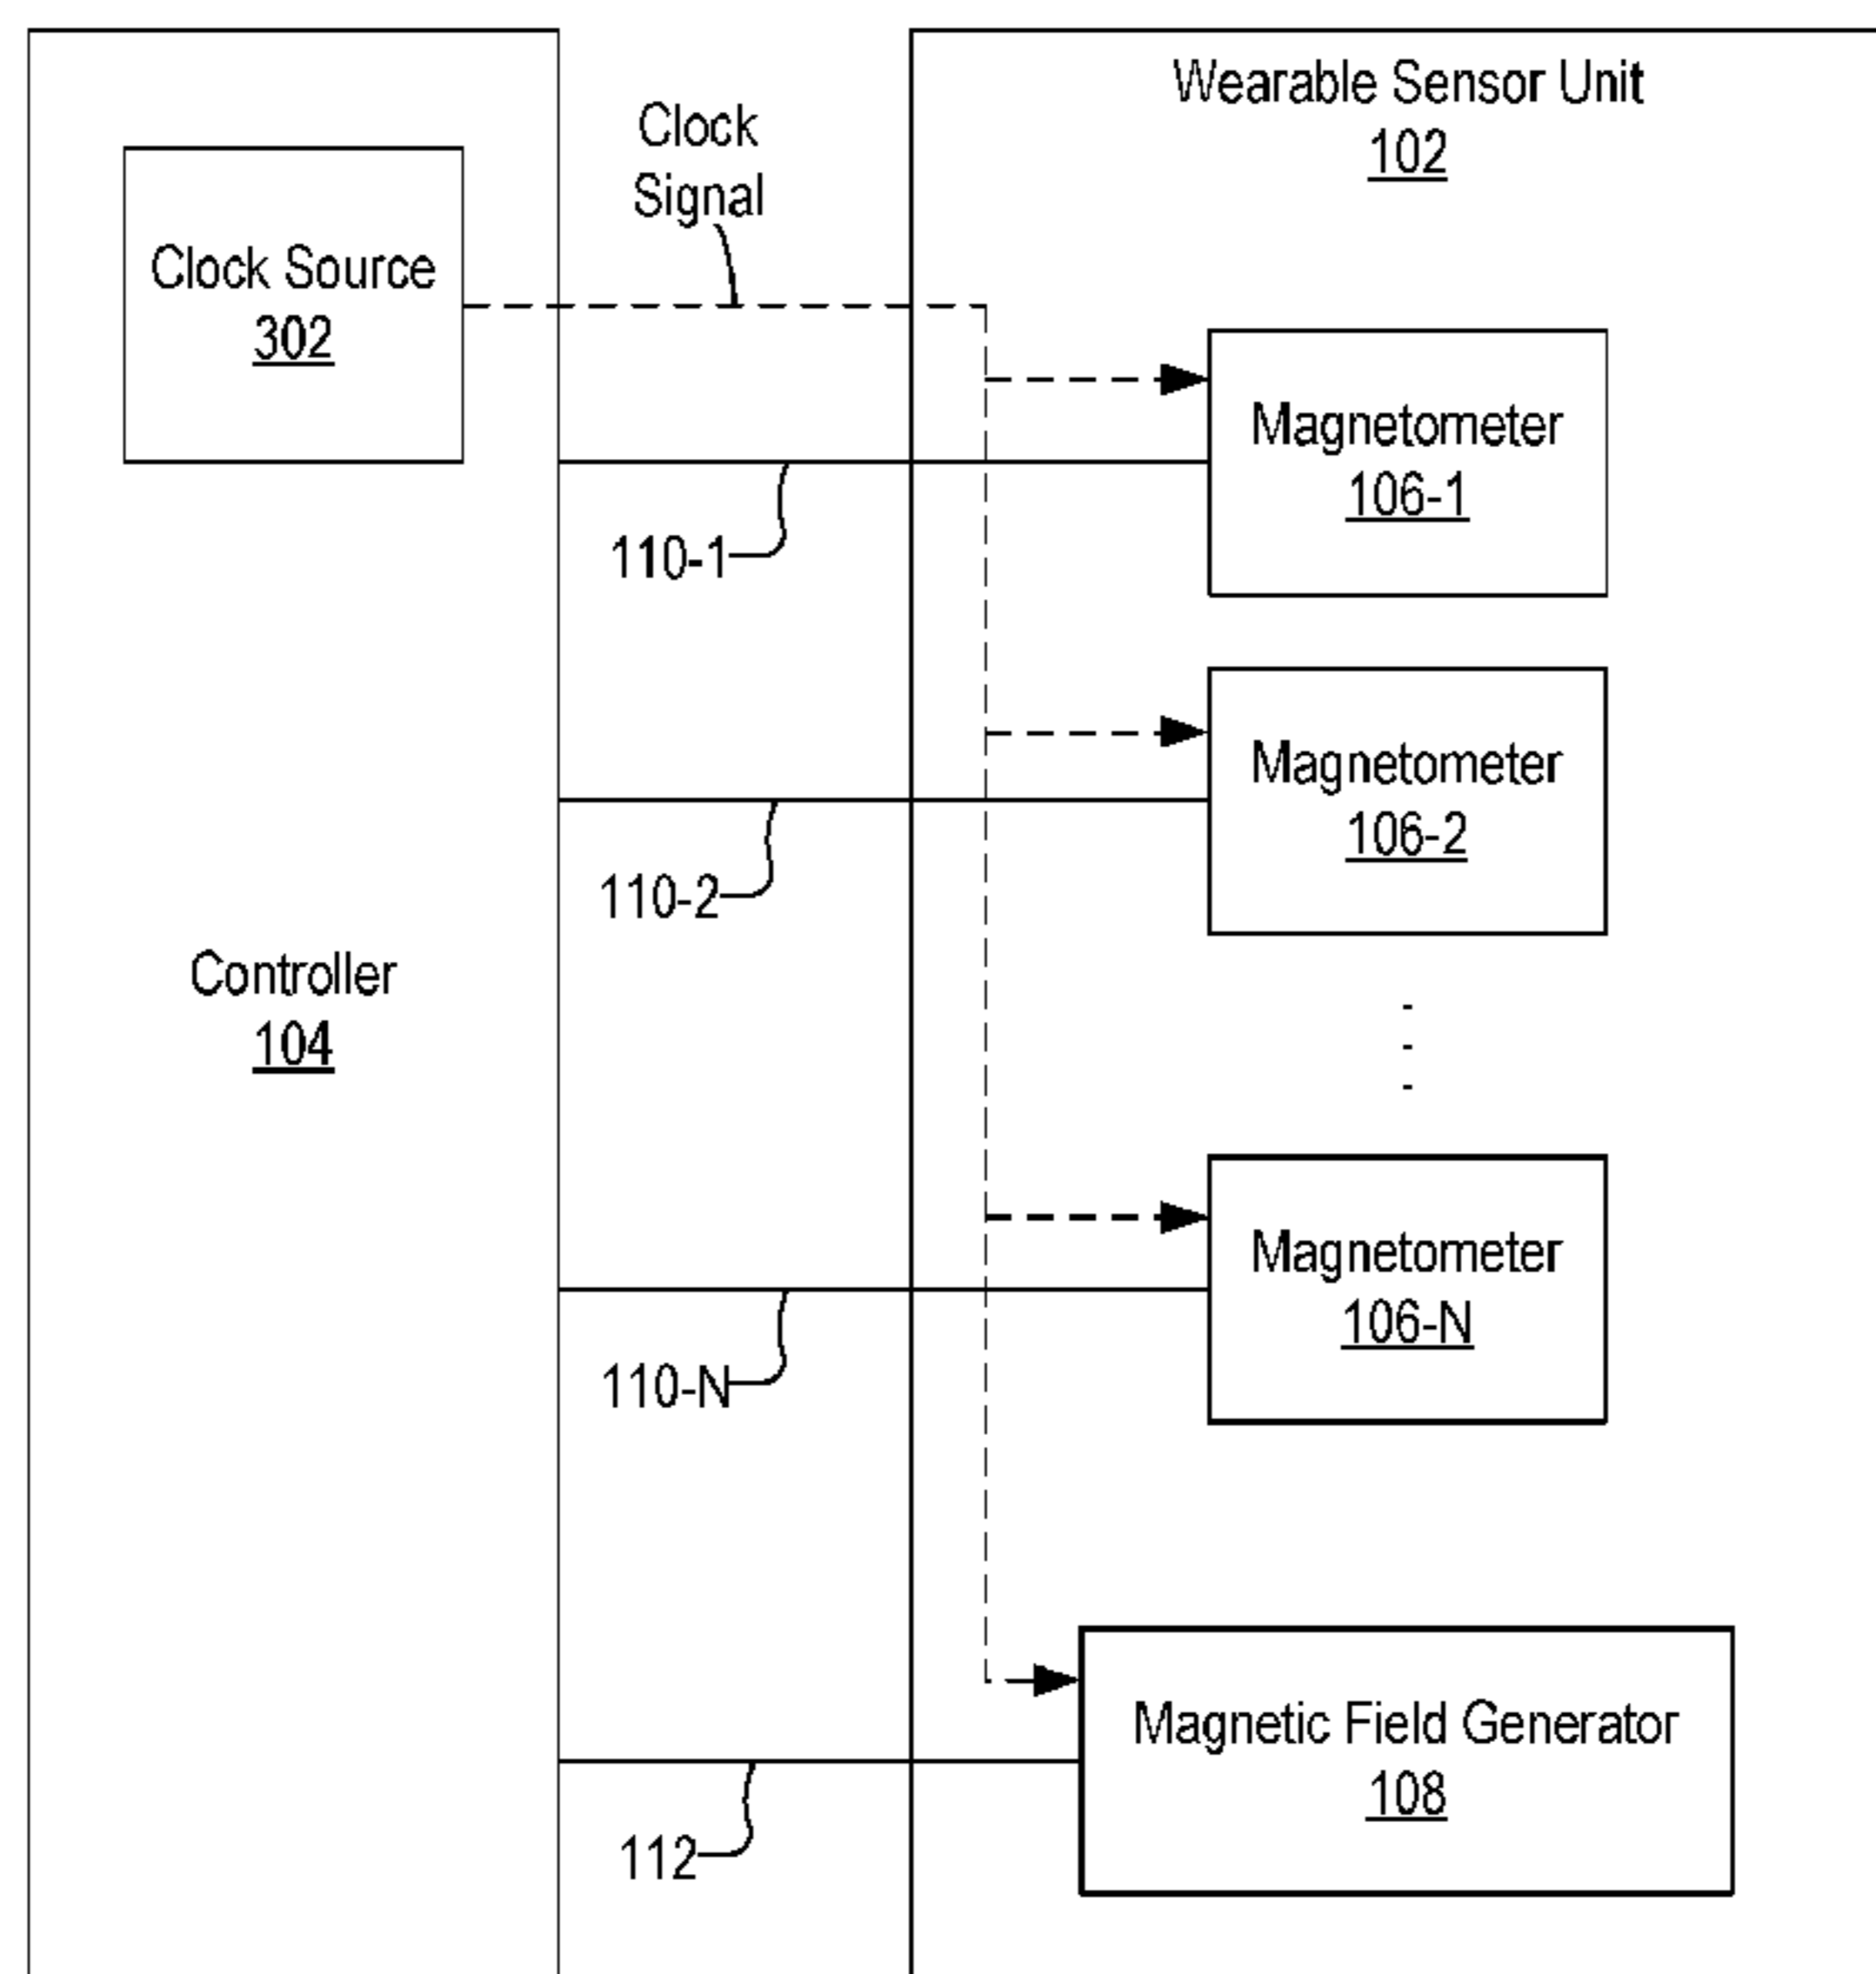 Wearable Sensor Unit
102
Clock
Signal
Clock Source
302
Magnetometer
106-1
110-1
Magnetometer
106-2
110-2
Controller
104
Magnetometer
106-N
110-N
Magnetic Field Generator
108
112